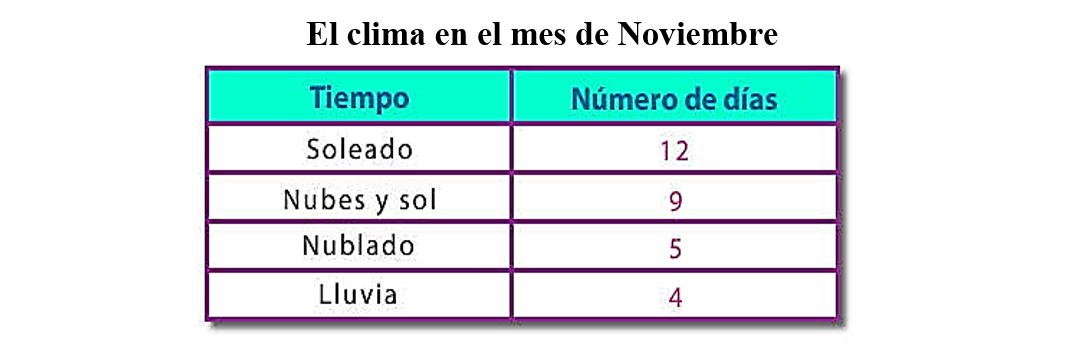 El clima en el mes de Noviembre
Tiempo Número de días
Soleado 12
Nubes y sol 9
Nublado 5
Lluvia 4